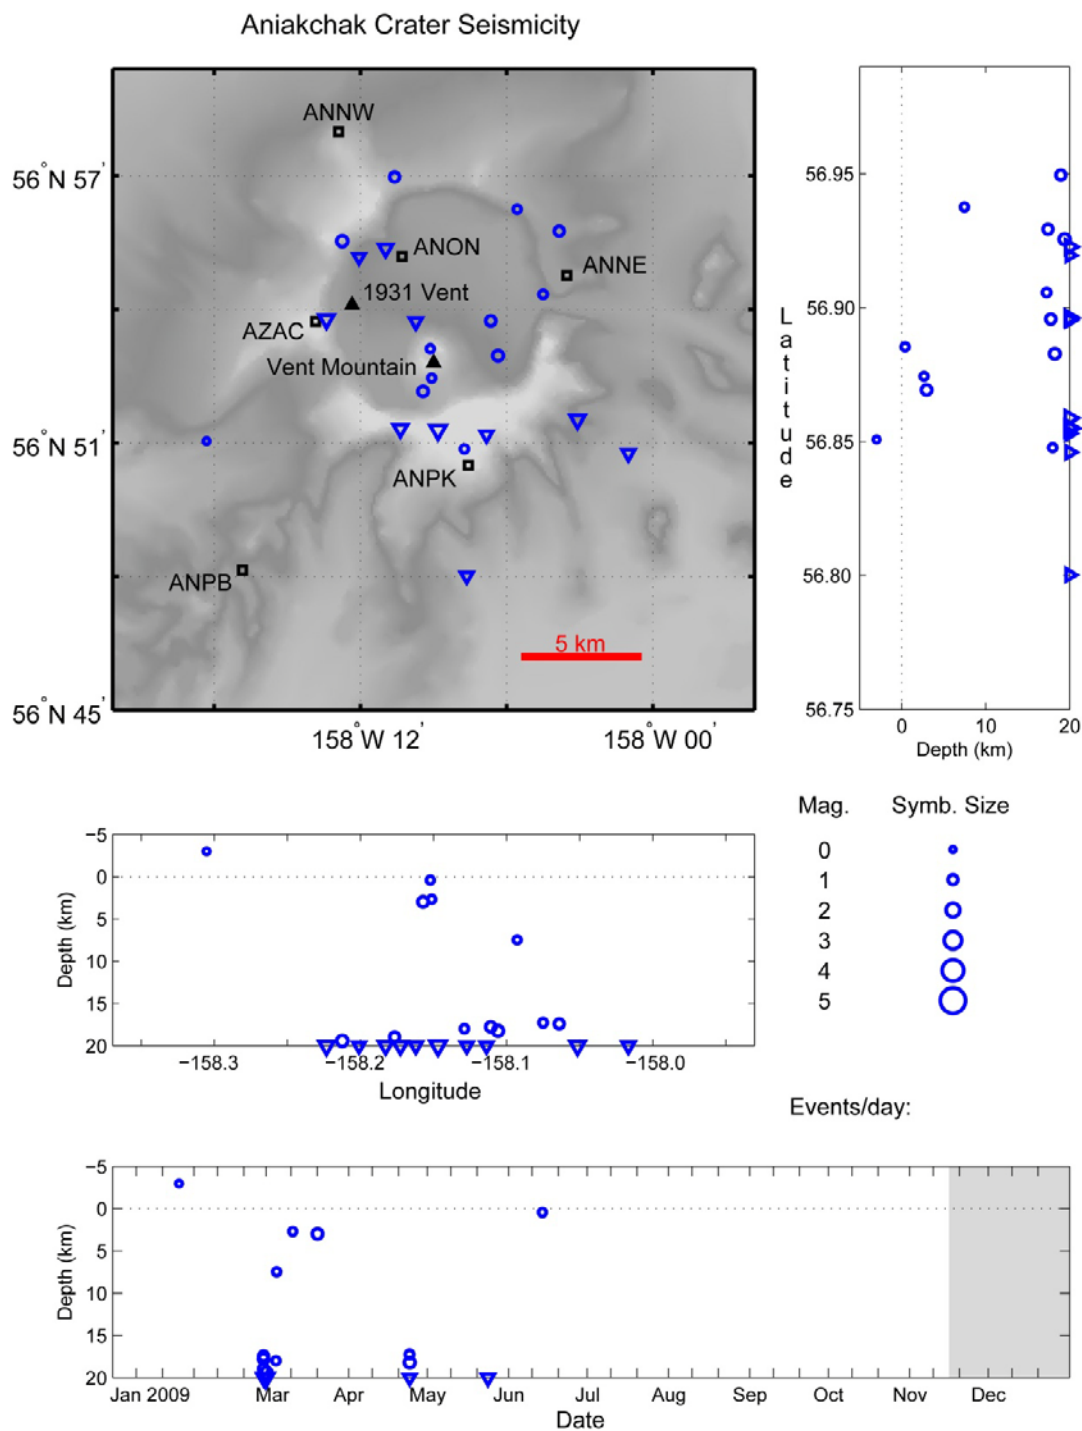 Aniakchak Crater Seismicity
ANNW
56°N 57'
ANON
ANNE
1931 Vent
AZAC
Vent Mountain
56°N 51'
ANPK
ANPB
5 km
56°N 45'
158°W 12'
158°W 00'
56.95
56.90
56.85
56.80
56.75
Latitude
0 10 20
Depth (km)
−5
0
5
10
15
20
Depth (km)
−158.3 −158.2 −158.1 −158.0
Longitude
Mag. Symb. Size
0
1
2
3
4
5
Events/day:
−5
0
5
10
15
20
Depth (km)
Jan 2009 Mar Apr May Jun Jul Aug Sep Oct Nov Dec
Date